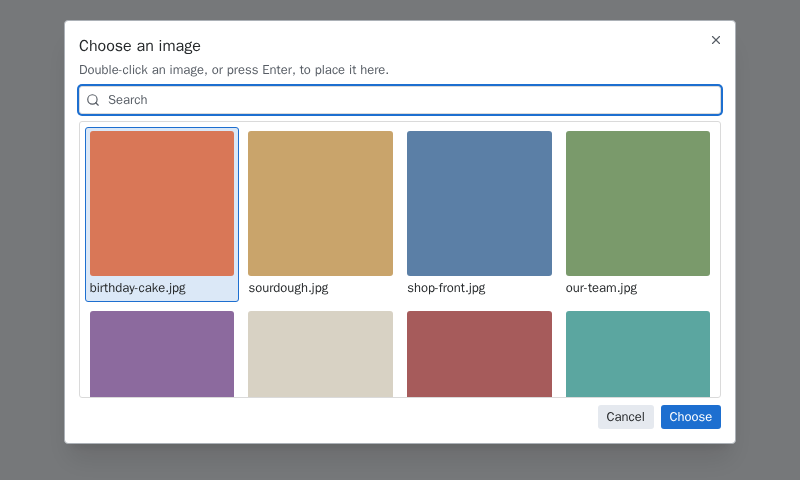 Choose an image
Double-click an image, or press Enter, to place it here.
Search
birthday-cake.jpg
sourdough.jpg
shop-front.jpg
our-team.jpg
Cancel
Choose